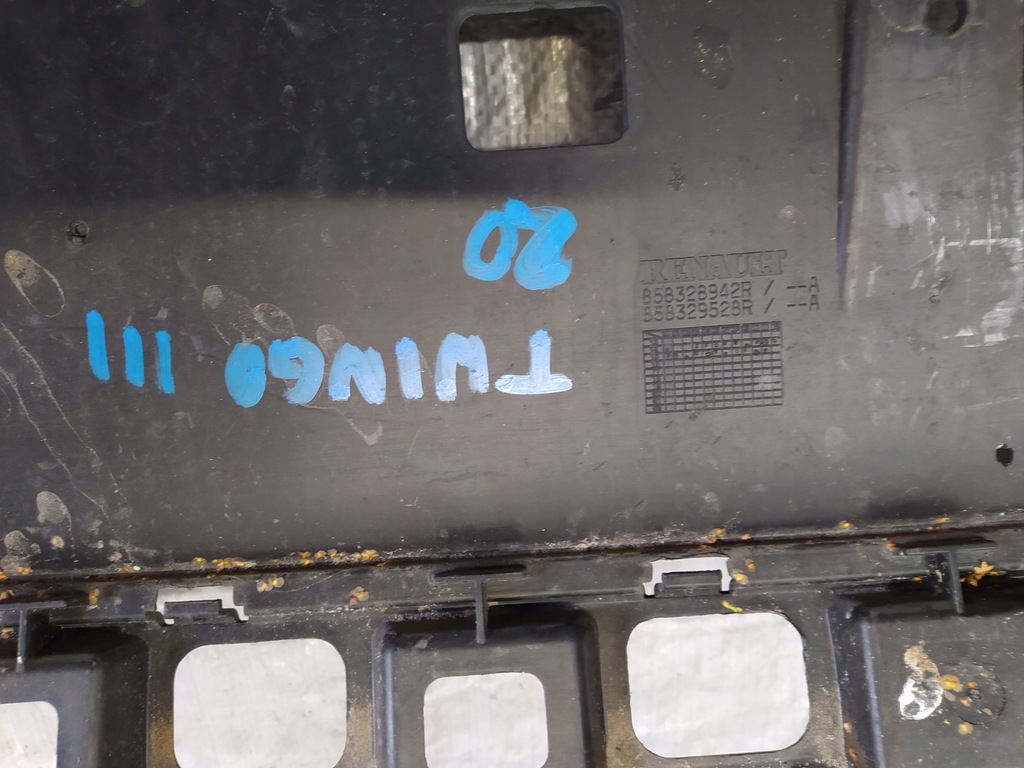 RENAULT
858328942R / --A
858329528R / --A
TWINGO III
20